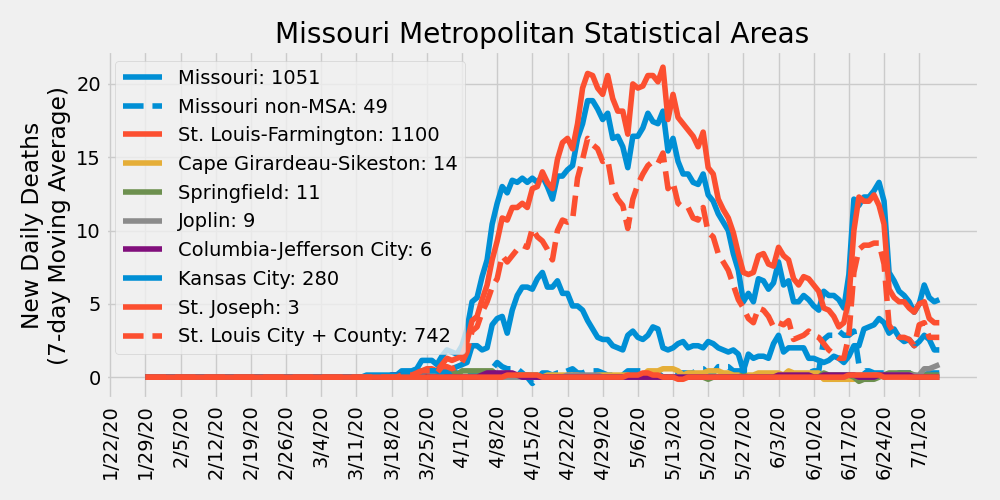 Missouri Metropolitan Statistical Areas
New Daily Deaths
(7-day Moving Average)
20
15
10
5
0
Missouri: 1051
Missouri non-MSA: 49
St. Louis-Farmington: 1100
Cape Girardeau-Sikeston: 14
Springfield: 11
Joplin: 9
Columbia-Jefferson City: 6
Kansas City: 280
St. Joseph: 3
St. Louis City + County: 742
1/22/20
1/29/20
2/5/20
2/12/20
2/19/20
2/26/20
3/4/20
3/11/20
3/18/20
3/25/20
4/1/20
4/8/20
4/15/20
4/22/20
4/29/20
5/6/20
5/13/20
5/20/20
5/27/20
6/3/20
6/10/20
6/17/20
6/24/20
7/1/20